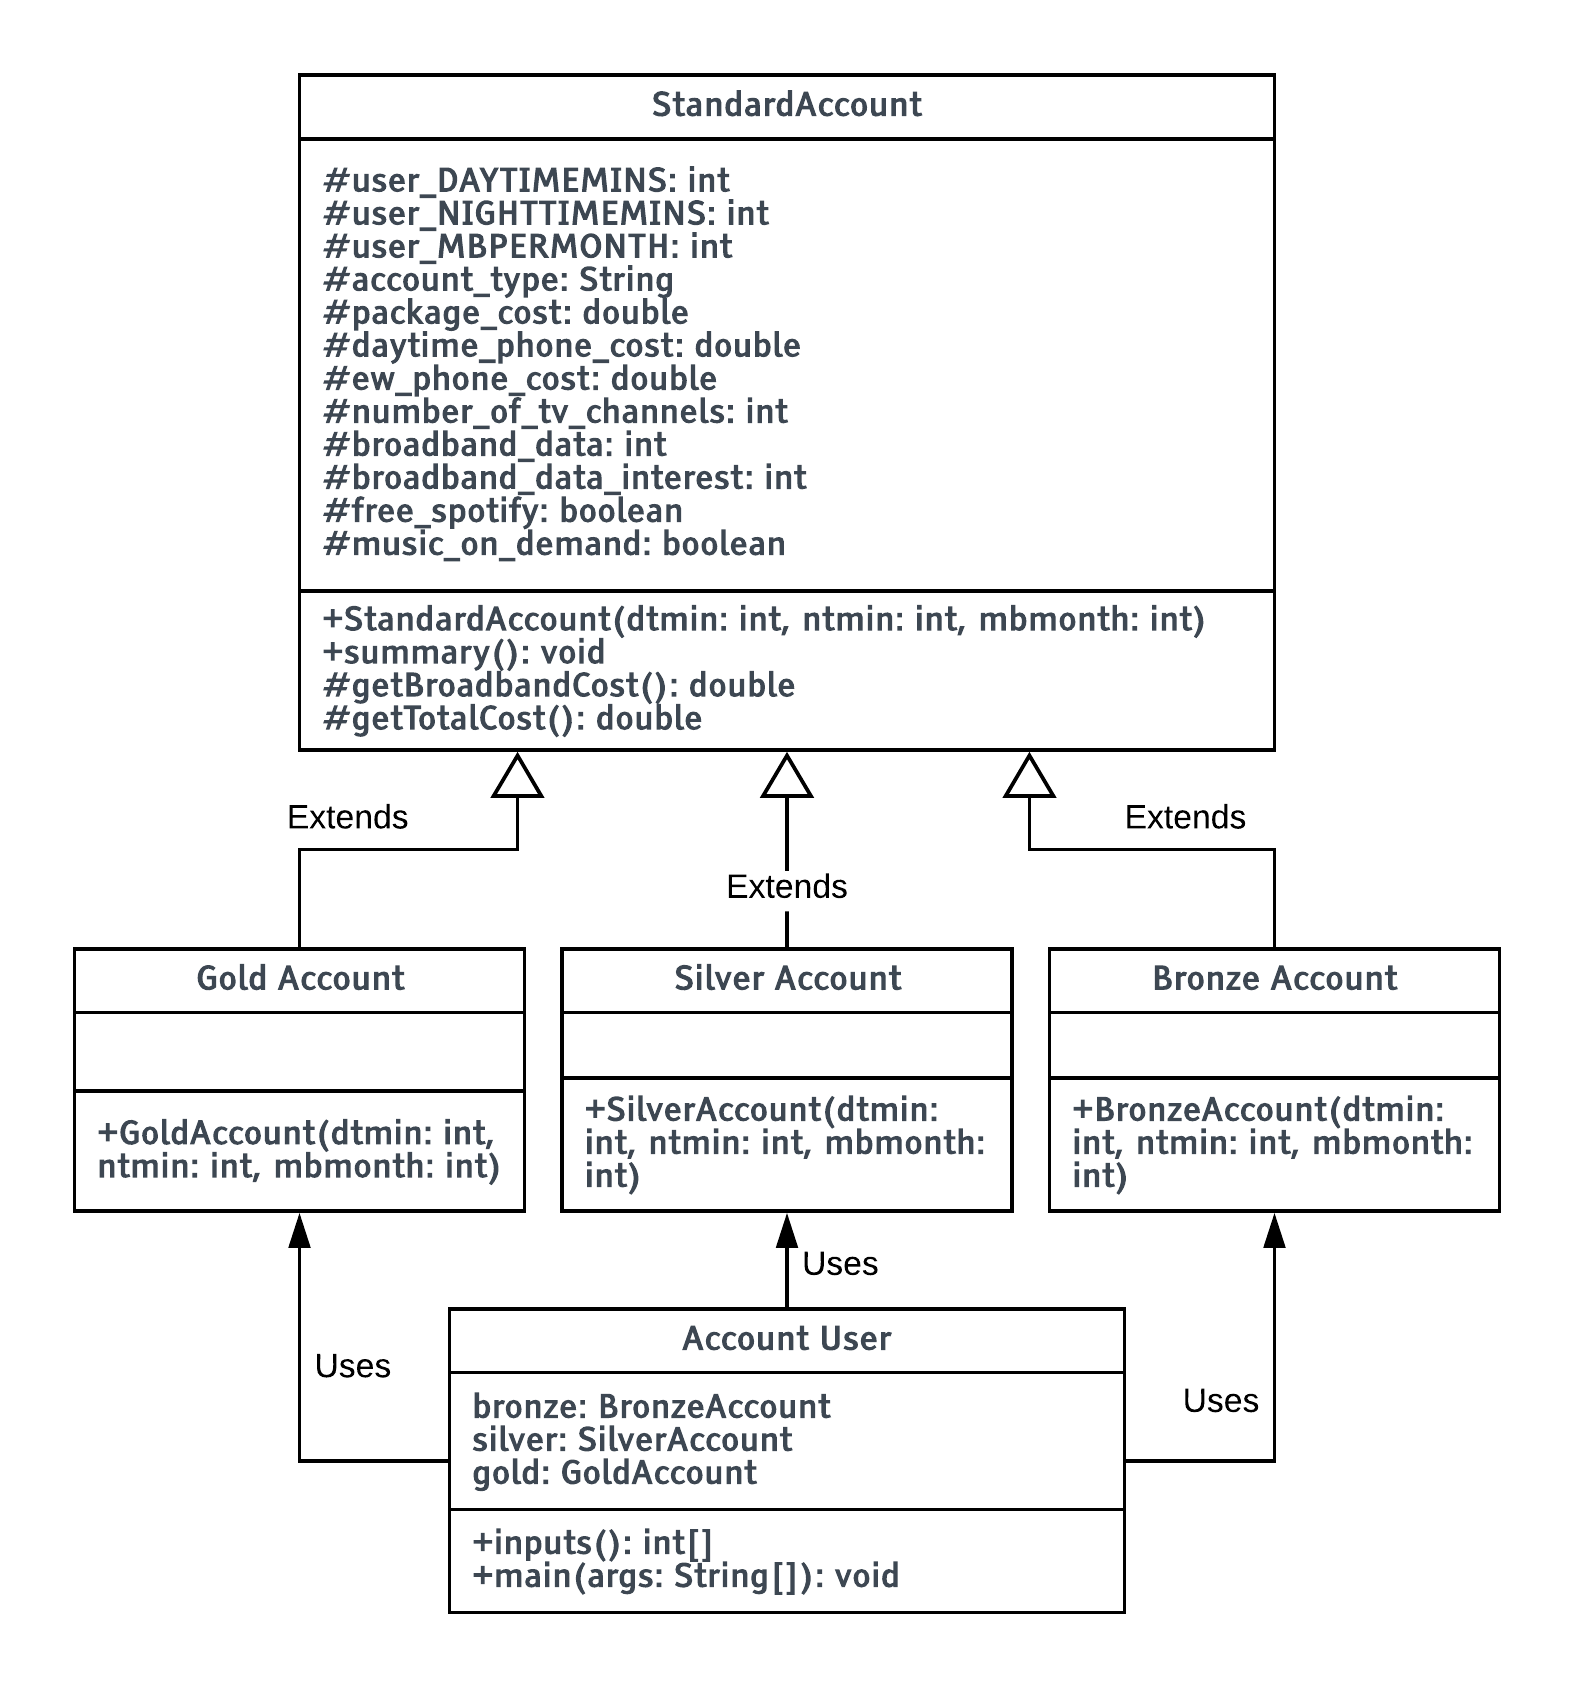 StandardAccount
#user_DAYTIMEMINS: int
#user_NIGHTTIMEMINS: int
#user_MBPERMONTH: int
#account_type: String
#package_cost: double
#daytime_phone_cost: double
#ew_phone_cost: double
#number_of_tv_channels: int
#broadband_data: int
#broadband_data_interest: int
#free_spotify: boolean
#music_on_demand: boolean
+StandardAccount(dtmin: int, ntmin: int, mbmonth: int)
+summary(): void
#getBroadbandCost(): double
#getTotalCost(): double
Extends
Extends
Extends
Gold Account
+GoldAccount(dtmin: int,
ntmin: int, mbmonth: int)
Silver Account
+SilverAccount(dtmin:
int, ntmin: int, mbmonth:
int)
Bronze Account
+BronzeAccount(dtmin:
int, ntmin: int, mbmonth:
int)
Uses
Uses
Uses
Account User
bronze: BronzeAccount
silver: SilverAccount
gold: GoldAccount
+inputs(): int[]
+main(args: String[]): void